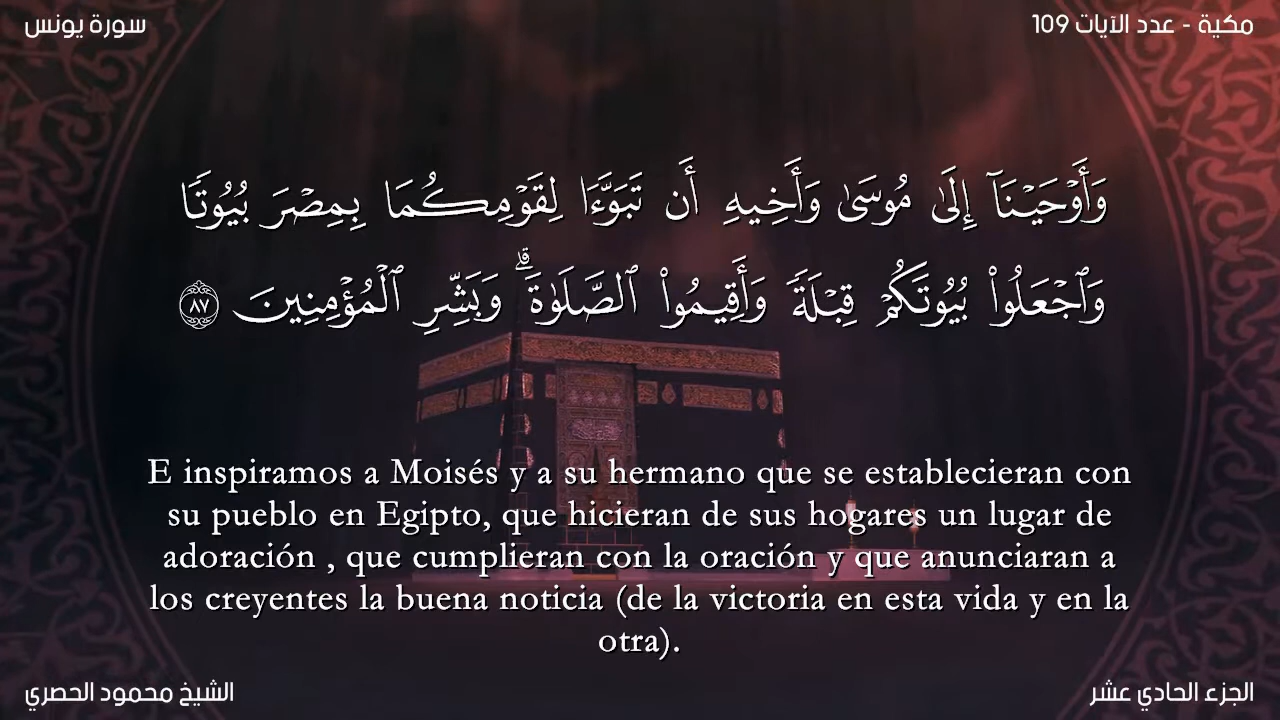 سورة يونس
مكية - عدد الآيات 109
وَأَوْحَيْنَآ إِلَىٰ مُوسَىٰ وَأَخِيهِ أَن تَبَوَّءَا لِقَوْمِكُمَا بِمِصْرَ بُيُوتًا
وَٱجْعَلُوا۟ بُيُوتَكُمْ قِبْلَةً وَأَقِيمُوا۟ ٱلصَّلَوٰةَ ۗ وَبَشِّرِ ٱلْمُؤْمِنِينَ ٨٧
E inspiramos a Moisés y a su hermano que se establecieran con
su pueblo en Egipto, que hicieran de sus hogares un lugar de
adoración , que cumplieran con la oración y que anunciaran a
los creyentes la buena noticia (de la victoria en esta vida y en la
otra).
الشيخ محمود الحصري
الجزء الحادي عشر